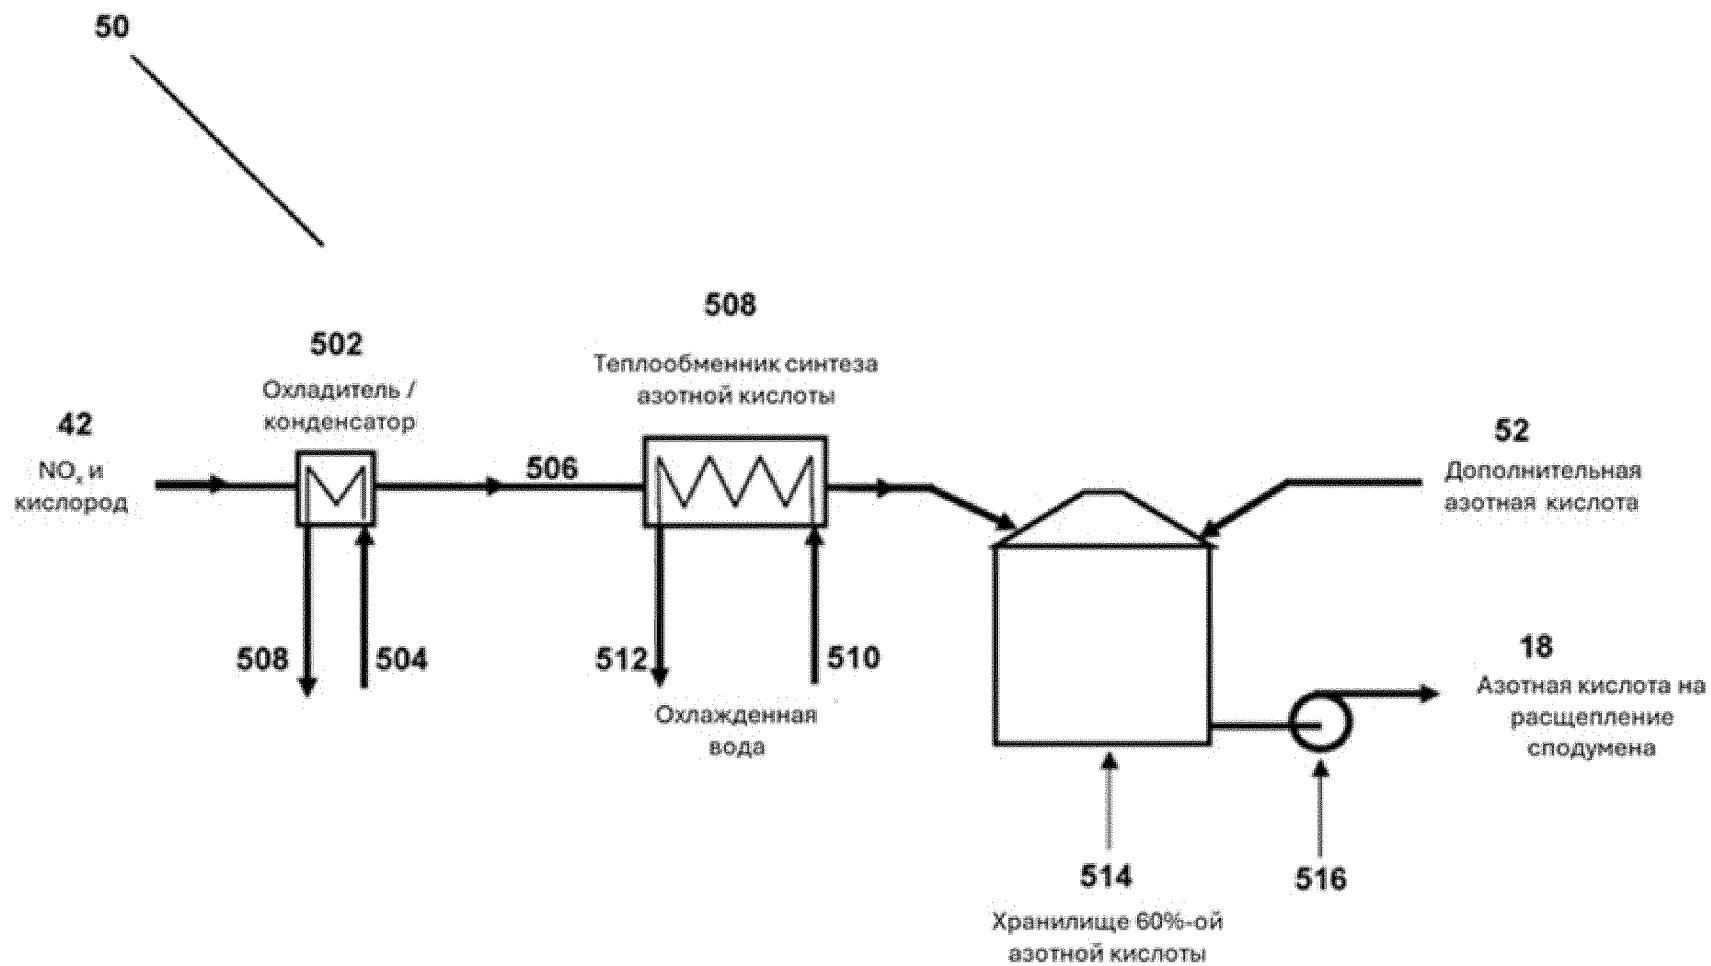 50
508
Теплообменник синтеза
азотной кислоты
502
Охладитель /
конденсатор
42
NOₓ и
кислород
506
52
Дополнительная
азотная кислота
508
504
512
510
Охлажденная
вода
18
Азотная кислота на
расщепление
сподумена
514
Хранилище 60%-ой
азотной кислоты
516